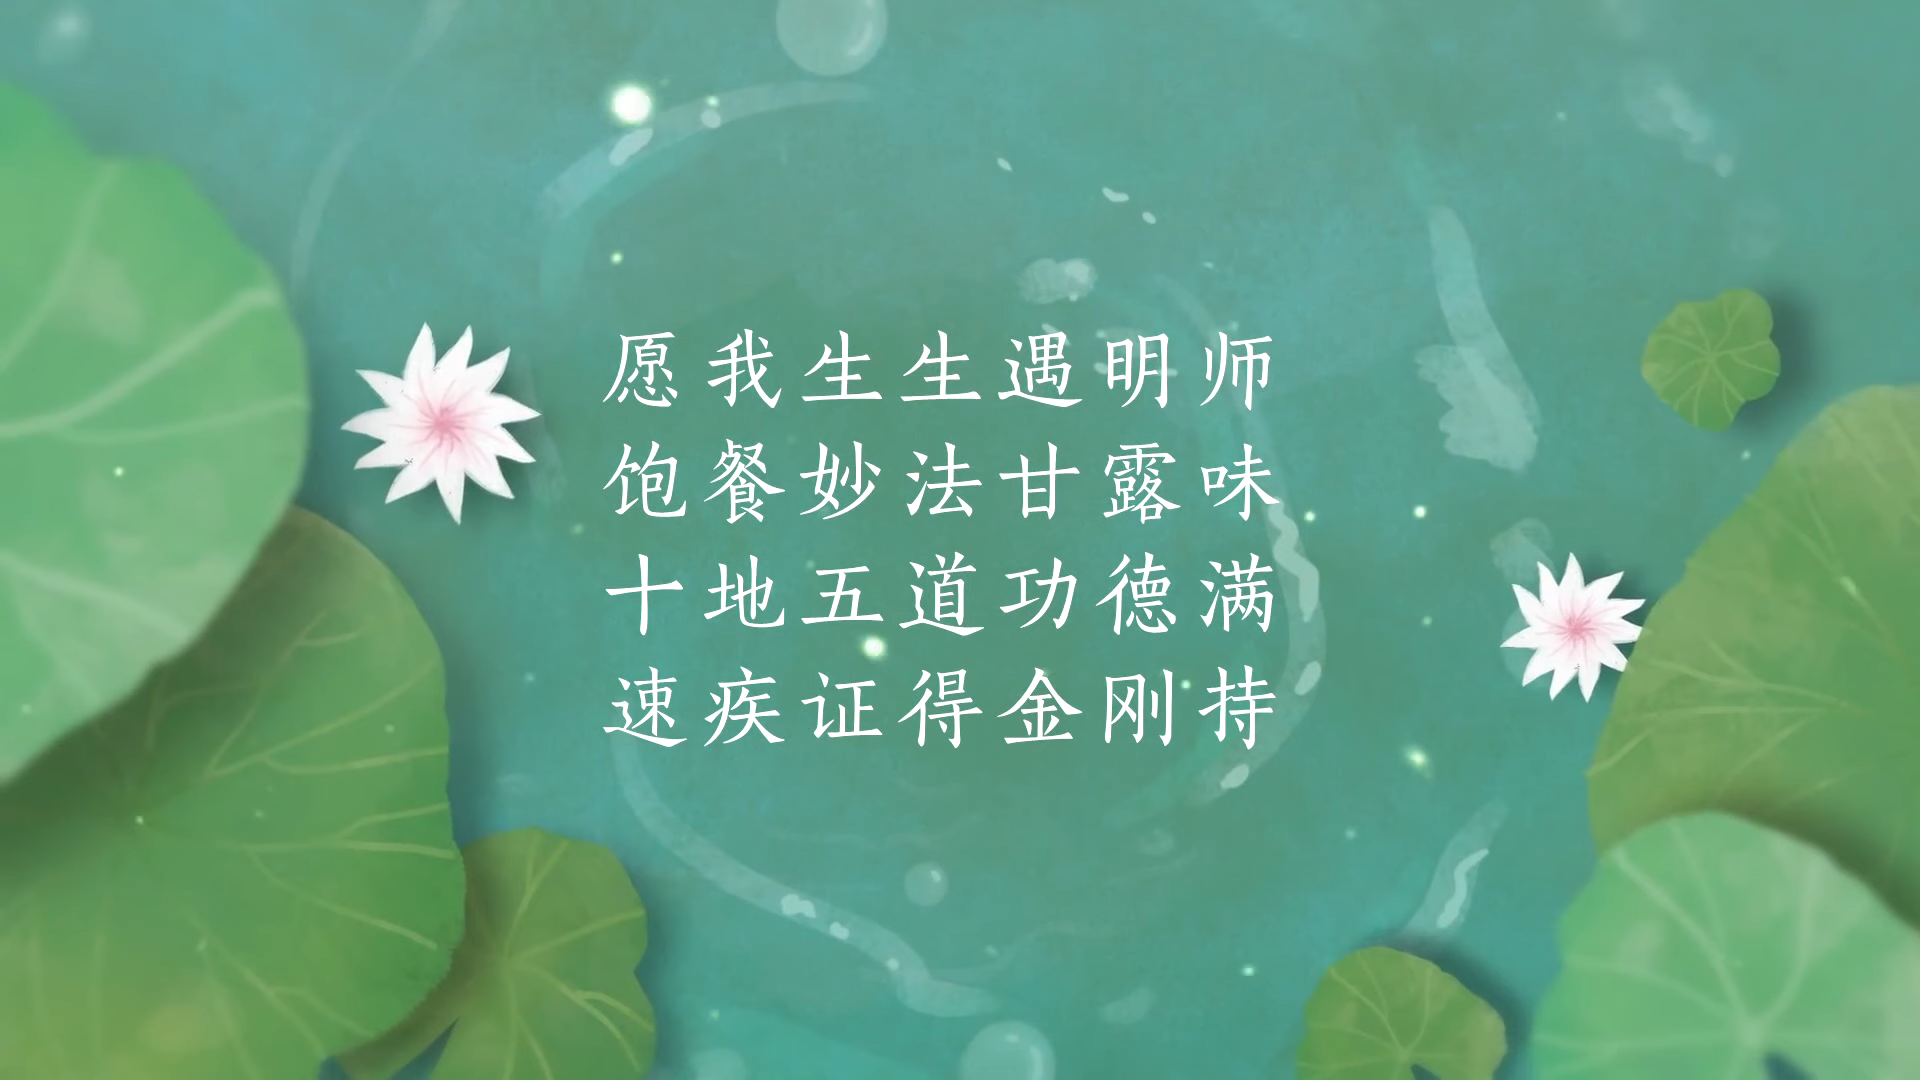 愿我生生遇明师
饱餐妙法甘露味
十地五道功德满
速疾证得金刚持